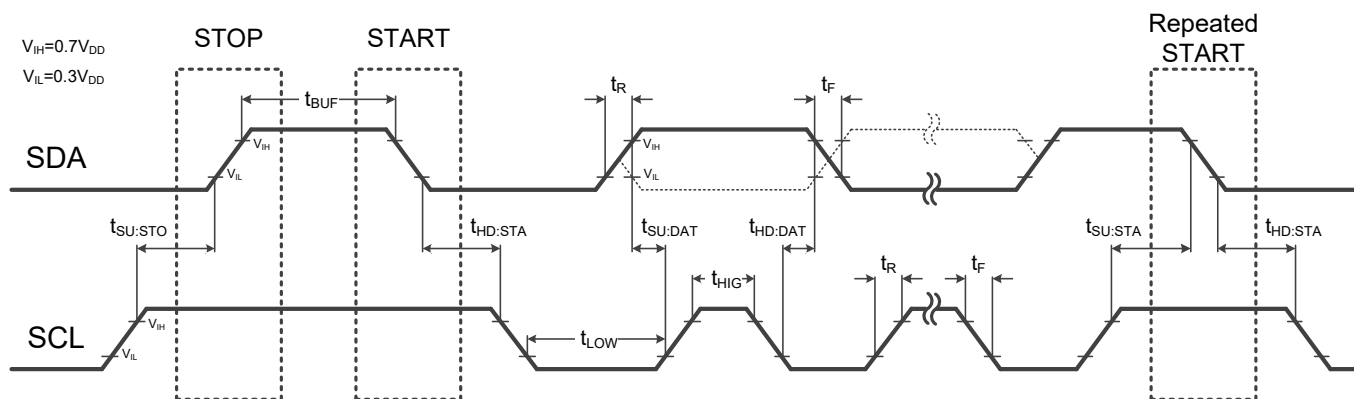 V_IH=0.7V_DD
V_IL=0.3V_DD
STOP
START
Repeated
START
t_BUF
t_R
t_F
SDA
V_IH
V_IL
V_IH
V_IL
t_SU:STO
t_HD:STA
t_SU:DAT
t_HD:DAT
t_SU:STA
t_HD:STA
t_HIG
t_R
t_F
SCL
V_IH
V_IL
t_LOW